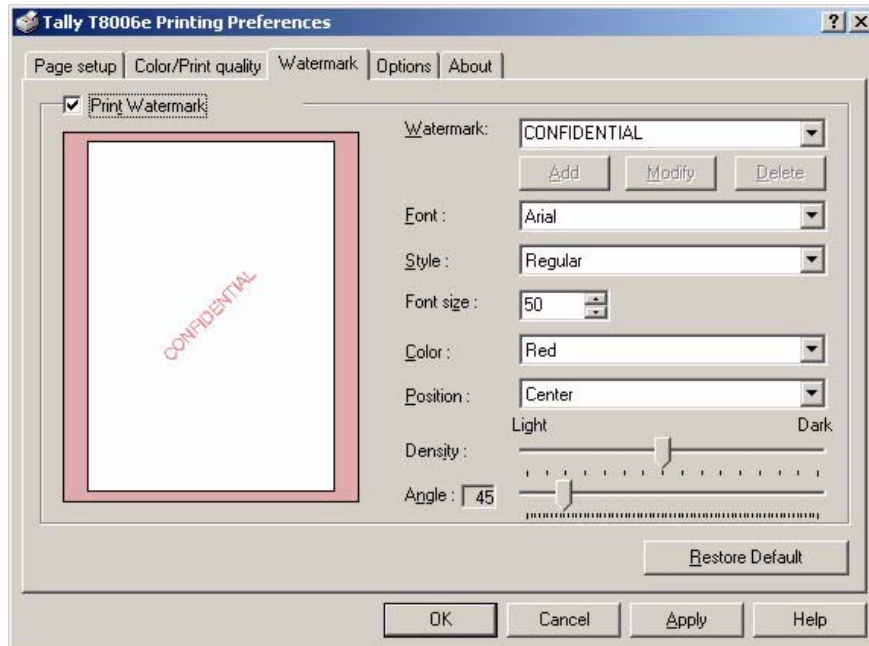 Tally T8006e Printing Preferences
Page setup Color/Print quality Watermark Options About
Print Watermark
Watermark: CONFIDENTIAL
Add Modify Delete
Font : Arial
Style : Regular
Font size : 50
Color : Red
Position : Center
Light Dark
Density :
Angle : 45
CONFIDENTIAL
Restore Default
OK Cancel Apply Help